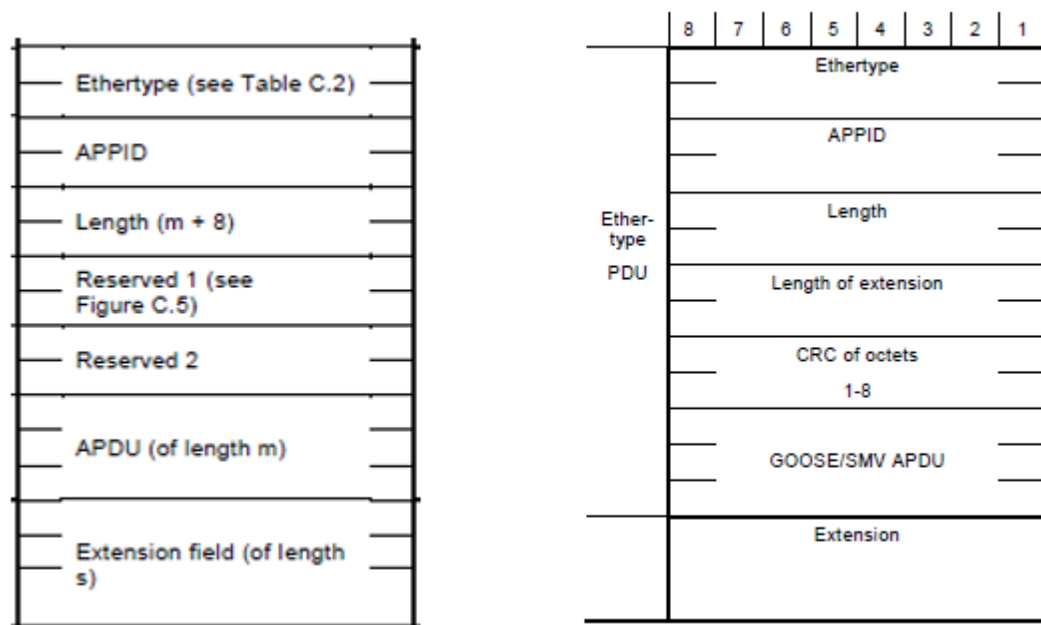 Ethertype (see Table C.2)
APPID
Length (m + 8)
Reserved 1 (see
Figure C.5)
Reserved 2
APDU (of length m)
Extension field (of length
s)
8 7 6 5 4 3 2 1
Ethertype
APPID
Length
Ether-
type
PDU
Length of extension
CRC of octets
1-8
GOOSE/SMV APDU
Extension